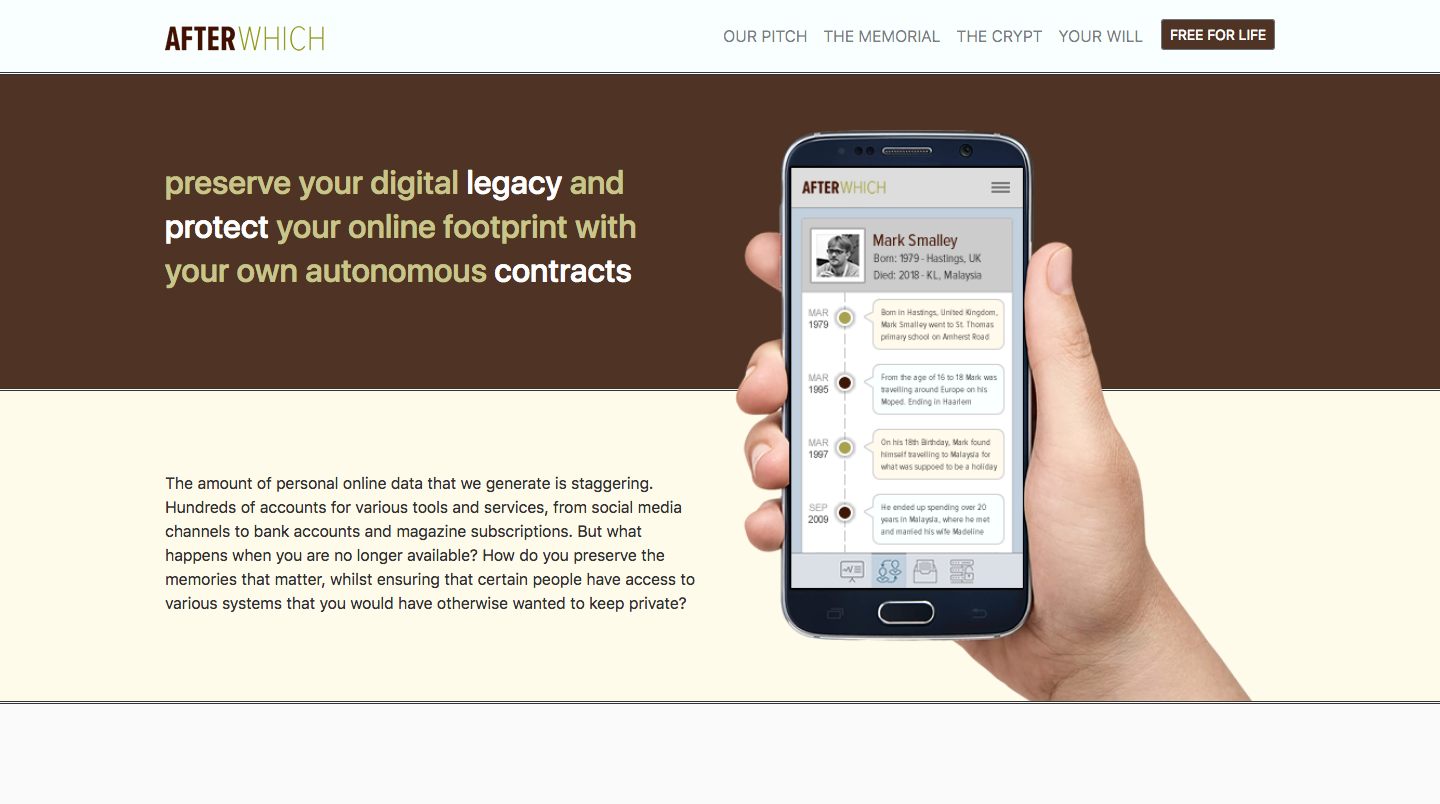 AFTERWHICH
OUR PITCH THE MEMORIAL THE CRYPT YOUR WILL FREE FOR LIFE
preserve your digital legacy and
protect your online footprint with
your own autonomous contracts
The amount of personal online data that we generate is staggering.
Hundreds of accounts for various tools and services, from social media
channels to bank accounts and magazine subscriptions. But what
happens when you are no longer available? How do you preserve the
memories that matter, whilst ensuring that certain people have access to
various systems that you would have otherwise wanted to keep private?
AFTERWHICH
Mark Smalley
Born: 1979 - Hastings, UK
Died: 2018 - KL, Malaysia
MAR
1979
Born in Hastings, United Kingdom,
Mark Smalley went to St. Thomas
primary school on Amherst Road
MAR
1995
From the age of 16 to 18 Mark was
travelling around Europe on his
Moped. Ending in Haarlem
MAR
1997
On his 18th Birthday, Mark found
himself travelling to Malaysia for
what was suppoed to be a holiday
SEP
2009
He ended up spending over 20
years in Malaysia, where he met
and married his wife Madeline